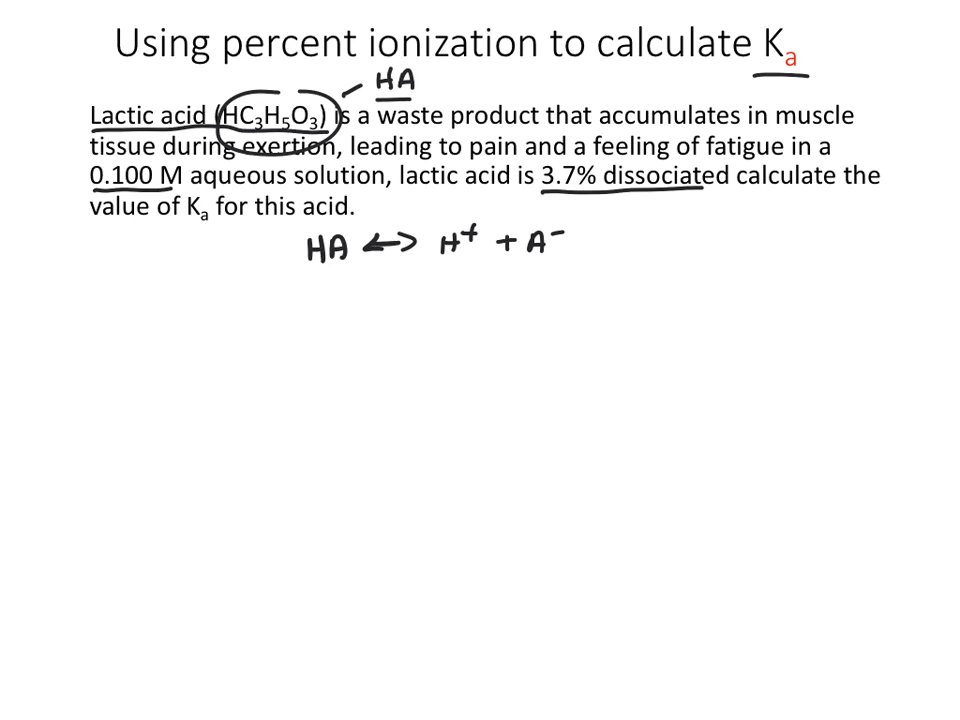 Using percent ionization to calculate Kₐ
HA
Lactic acid (HC₃H₅O₃) is a waste product that accumulates in muscle
tissue during exertion, leading to pain and a feeling of fatigue in a
0.100 M aqueous solution, lactic acid is 3.7% dissociated calculate the
value of Kₐ for this acid.
HA <-> H⁺ + A⁻